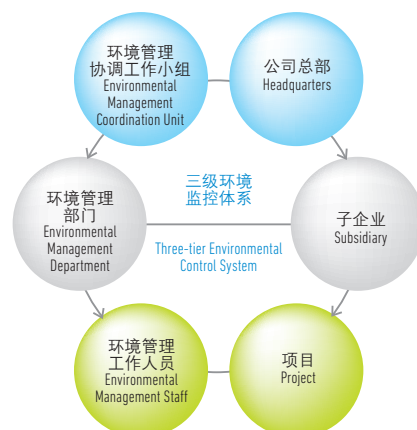 环境管理
协调工作小组
Environmental
Management
Coordination Unit
公司总部
Headquarters
环境管理
部门
Environmental
Management
Department
三级环境
监控体系
Three-tier Environmental
Control System
子企业
Subsidiary
环境管理
工作人员
Environmental
Management Staff
项目
Project